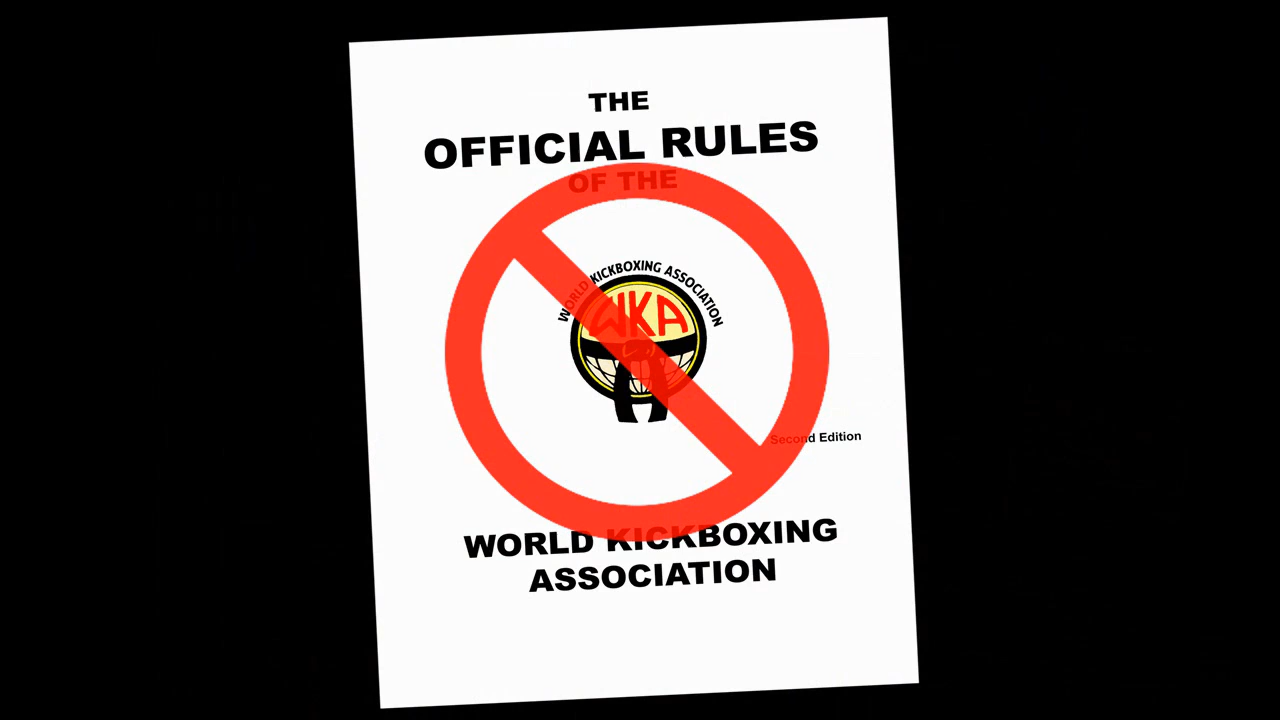 THE
OFFICIAL RULES
OF THE
WORLD KICKBOXING ASSOCIATION
WKA
Second Edition
WORLD KICKBOXING
ASSOCIATION